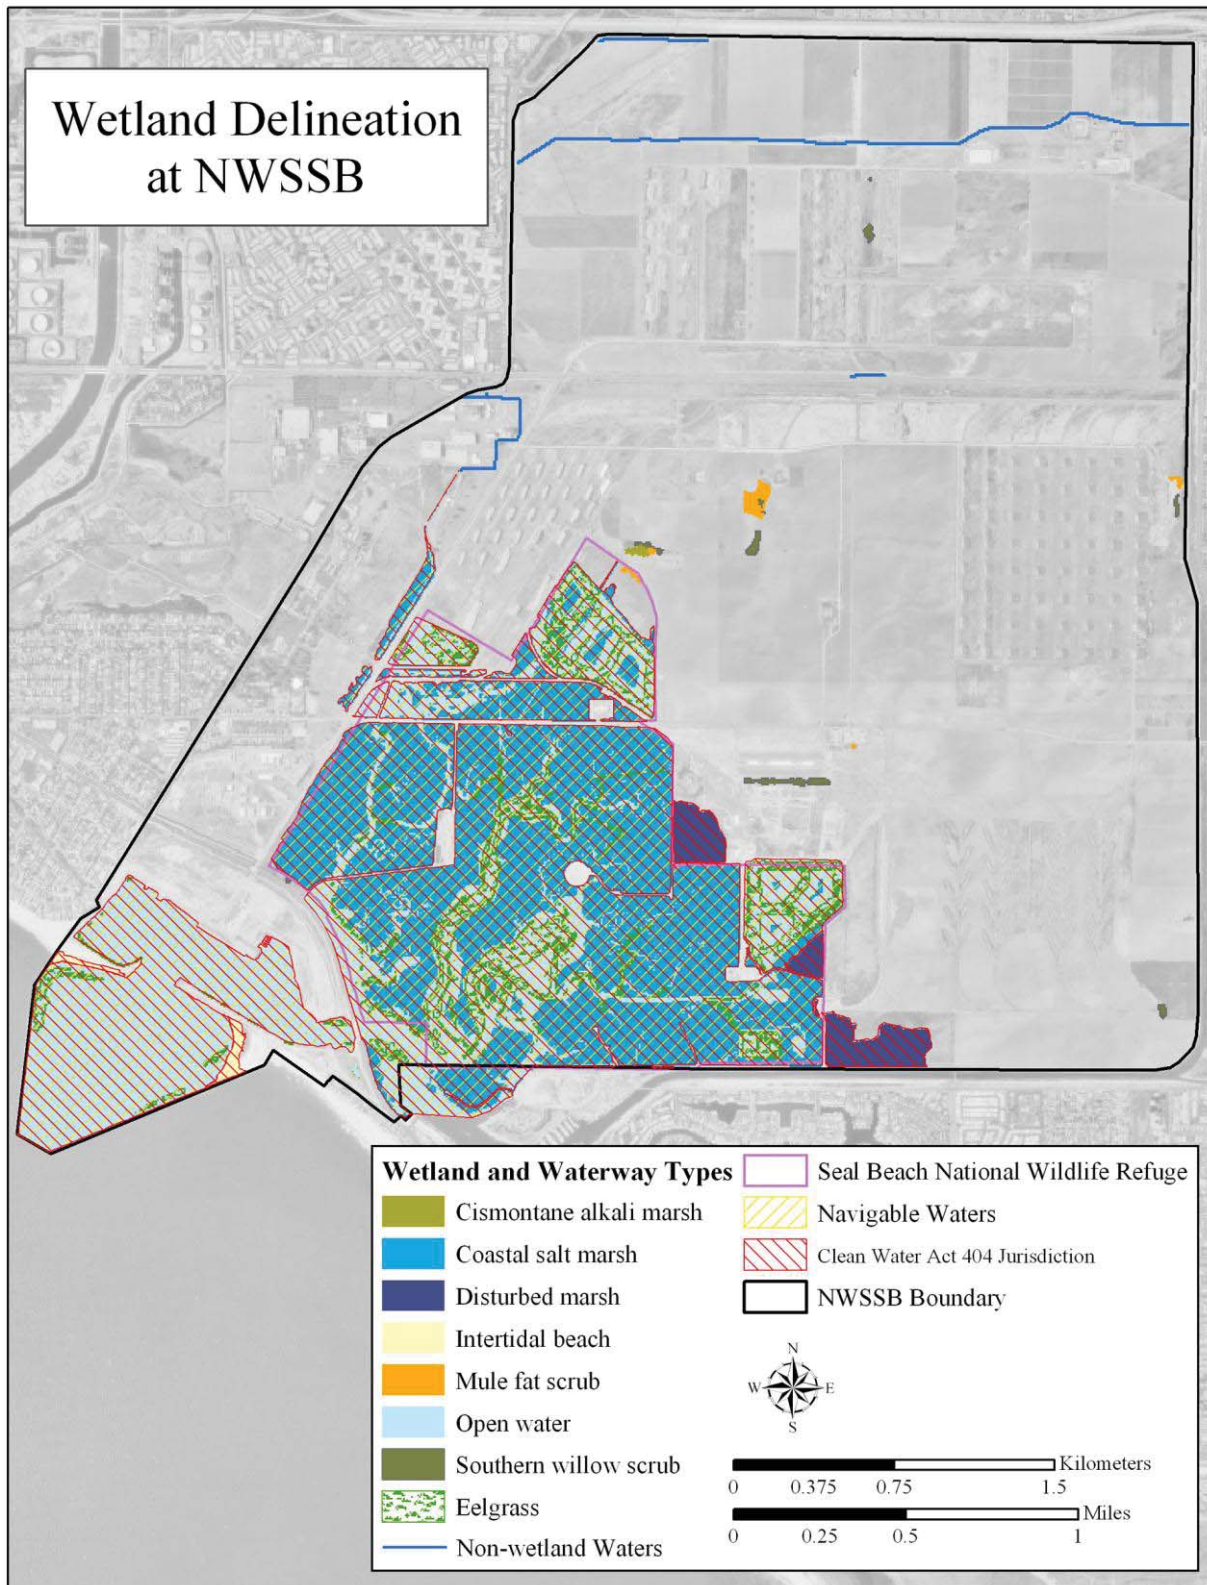 Wetland Delineation
at NWSSB
Wetland and Waterway Types
Cismontane alkali marsh
Coastal salt marsh
Disturbed marsh
Intertidal beach
Mule fat scrub
Open water
Southern willow scrub
Eelgrass
Non-wetland Waters
Seal Beach National Wildlife Refuge
Navigable Waters
Clean Water Act 404 Jurisdiction
NWSSB Boundary
N
W E
S
Kilometers
0 0.375 0.75 1.5
Miles
0 0.25 0.5 1